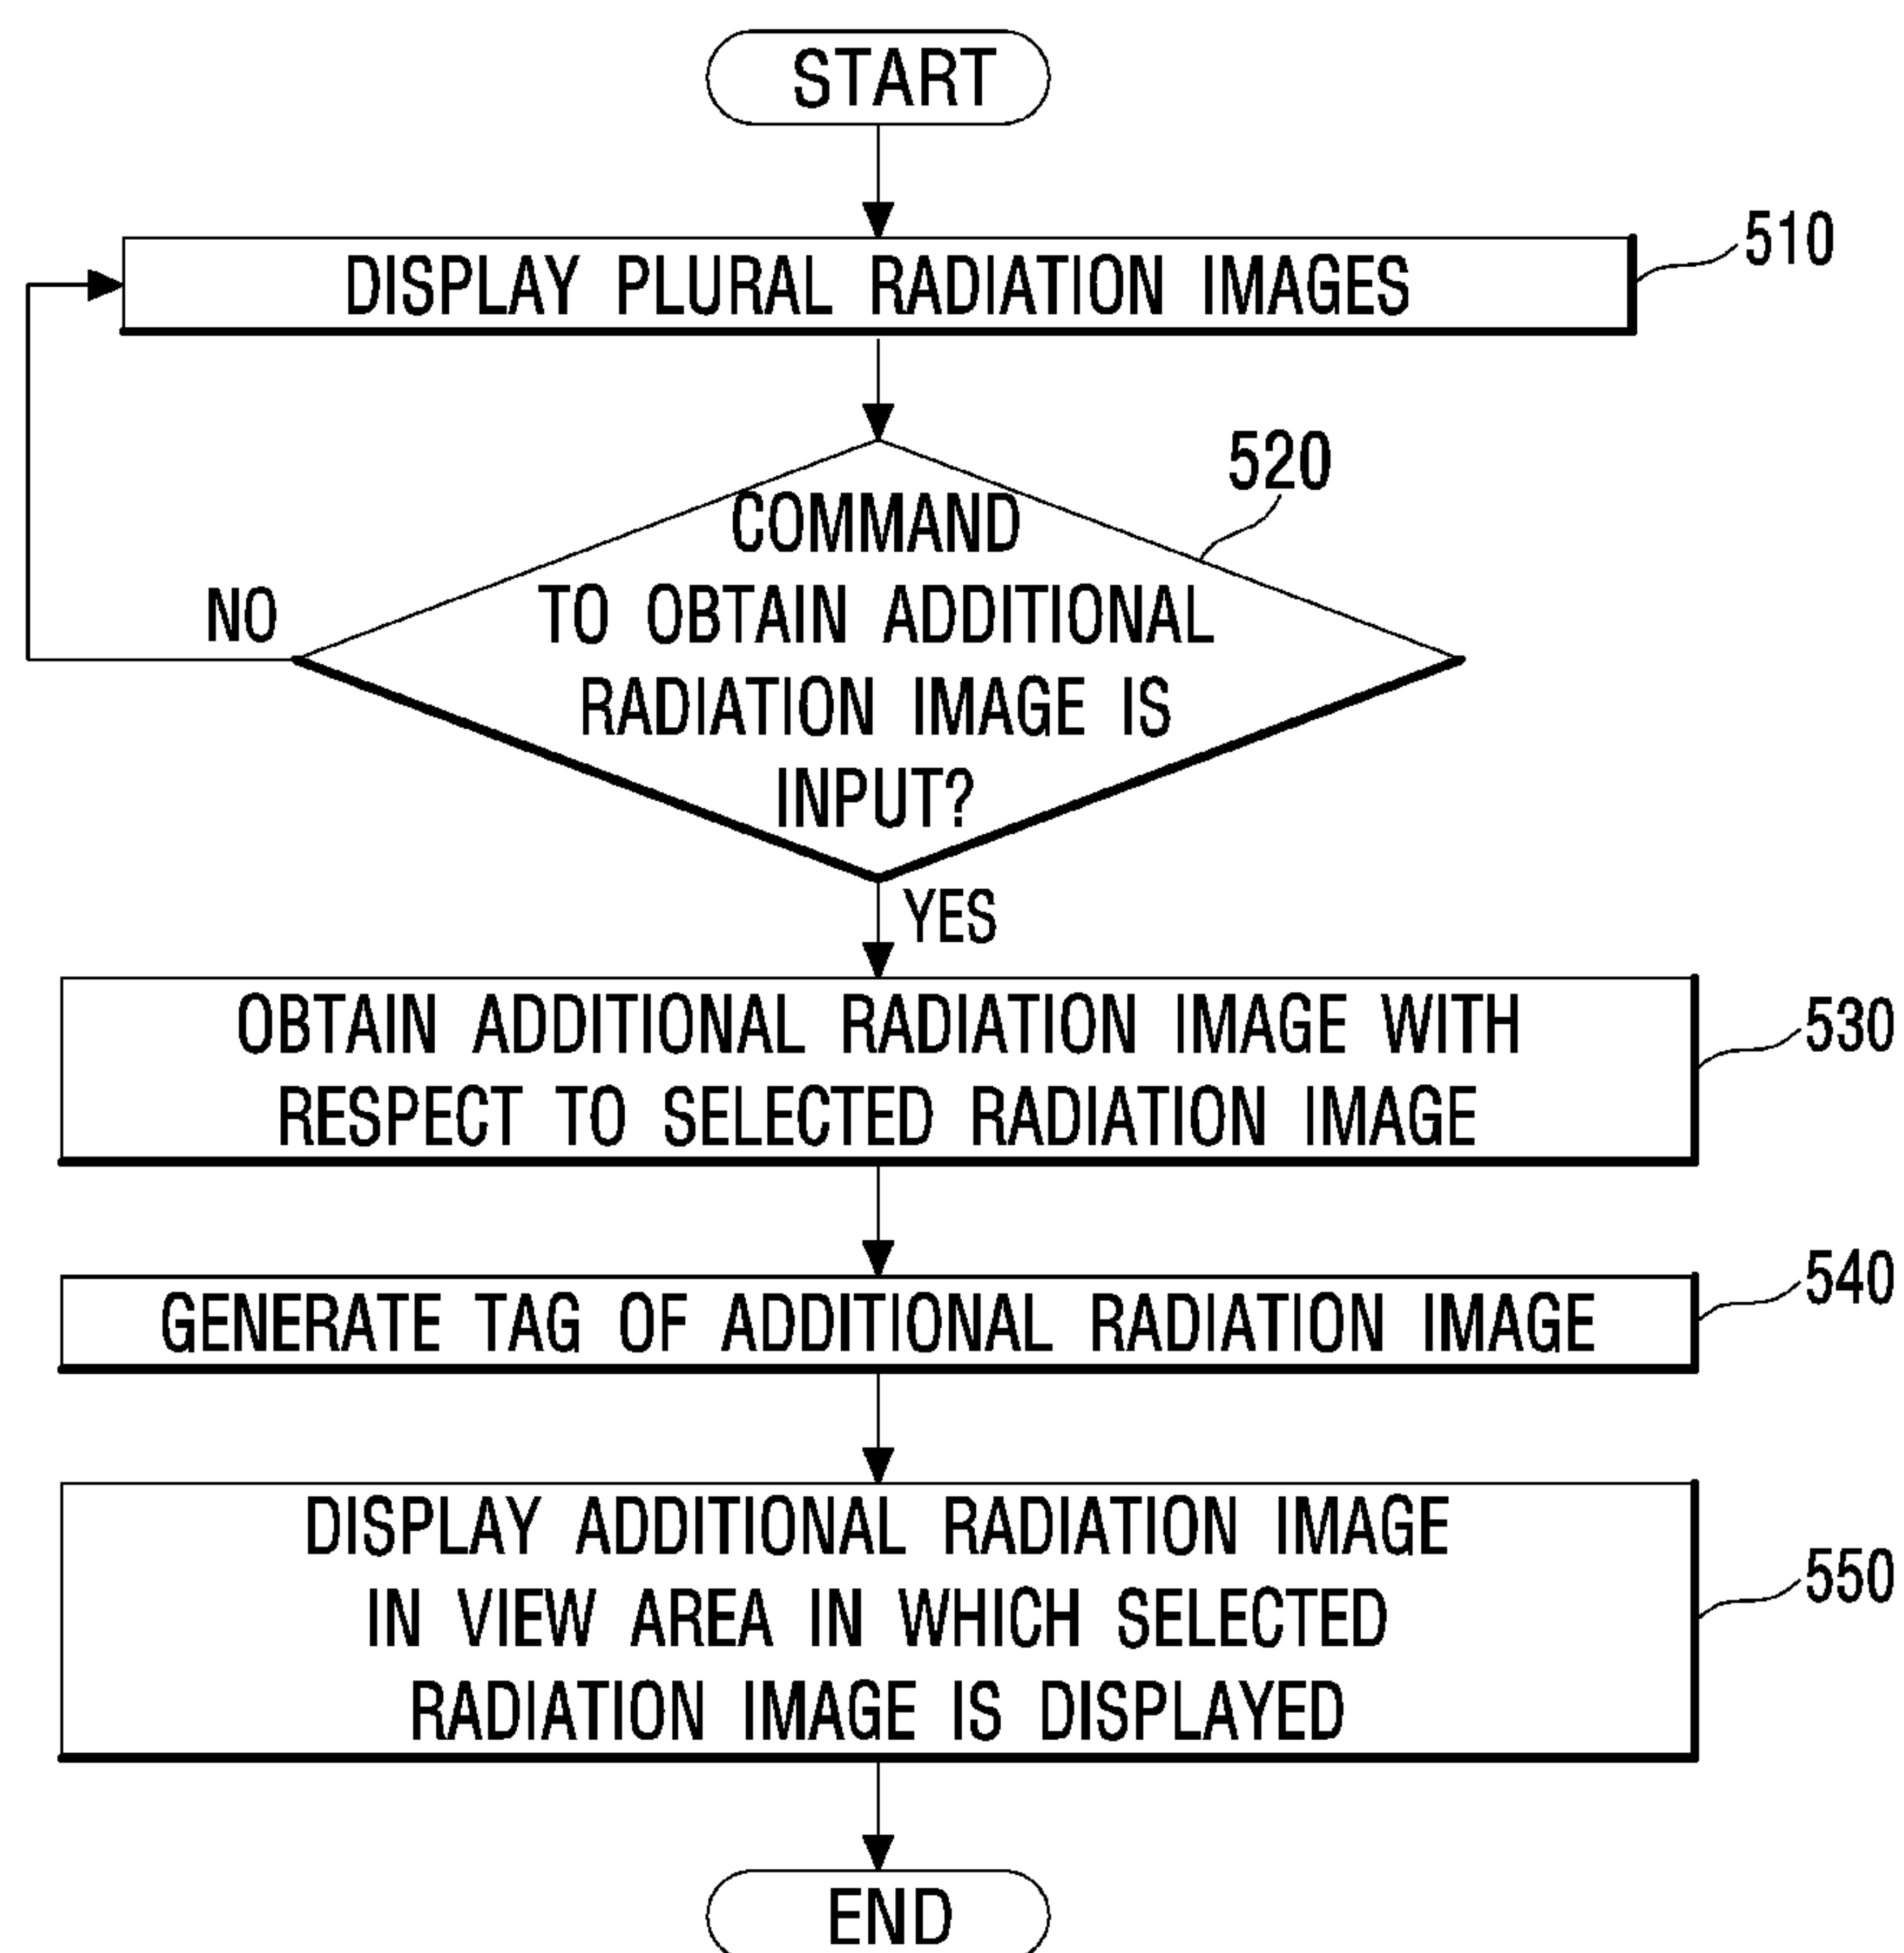 START
DISPLAY PLURAL RADIATION IMAGES
510
COMMAND
TO OBTAIN ADDITIONAL
RADIATION IMAGE IS
INPUT?
520
NO
YES
OBTAIN ADDITIONAL RADIATION IMAGE WITH
RESPECT TO SELECTED RADIATION IMAGE
530
GENERATE TAG OF ADDITIONAL RADIATION IMAGE
540
DISPLAY ADDITIONAL RADIATION IMAGE
IN VIEW AREA IN WHICH SELECTED
RADIATION IMAGE IS DISPLAYED
550
END